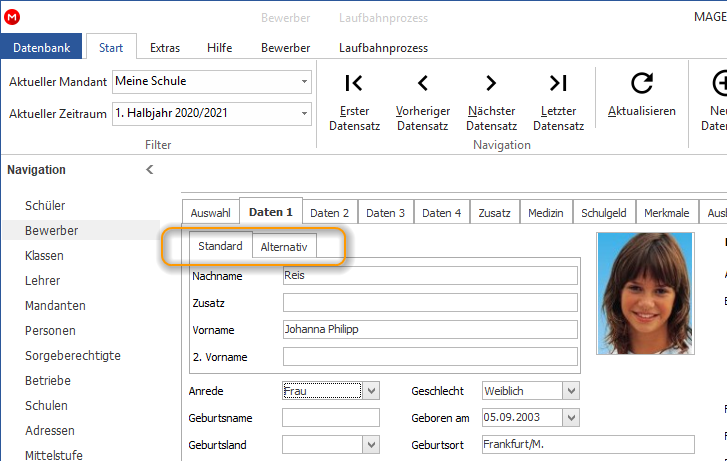 M Bewerber Laufbahnprozess MAGE
Datenbank Start Extras Hilfe Bewerber Laufbahnprozess
Aktueller Mandant Meine Schule
Aktueller Zeitraum 1. Halbjahr 2020/2021
Filter
Erster Datensatz
Vorheriger Datensatz
Nächster Datensatz
Letzter Datensatz
Aktualisieren
Navigation
Navigation
Schüler
Bewerber
Klassen
Lehrer
Mandanten
Personen
Sorgeberechtigte
Betriebe
Schulen
Adressen
Mittelstufe
Auswahl Daten 1 Daten 2 Daten 3 Daten 4 Zusatz Medizin Schulgeld Merkmale
Standard Alternativ
Nachname Reis
Zusatz
Vorname Johanna Philipp
2. Vorname
Anrede Frau Geschlecht Weiblich
Geburtsname Geboren am 05.09.2003
Geburtsland Geburtsort Frankfurt/M.